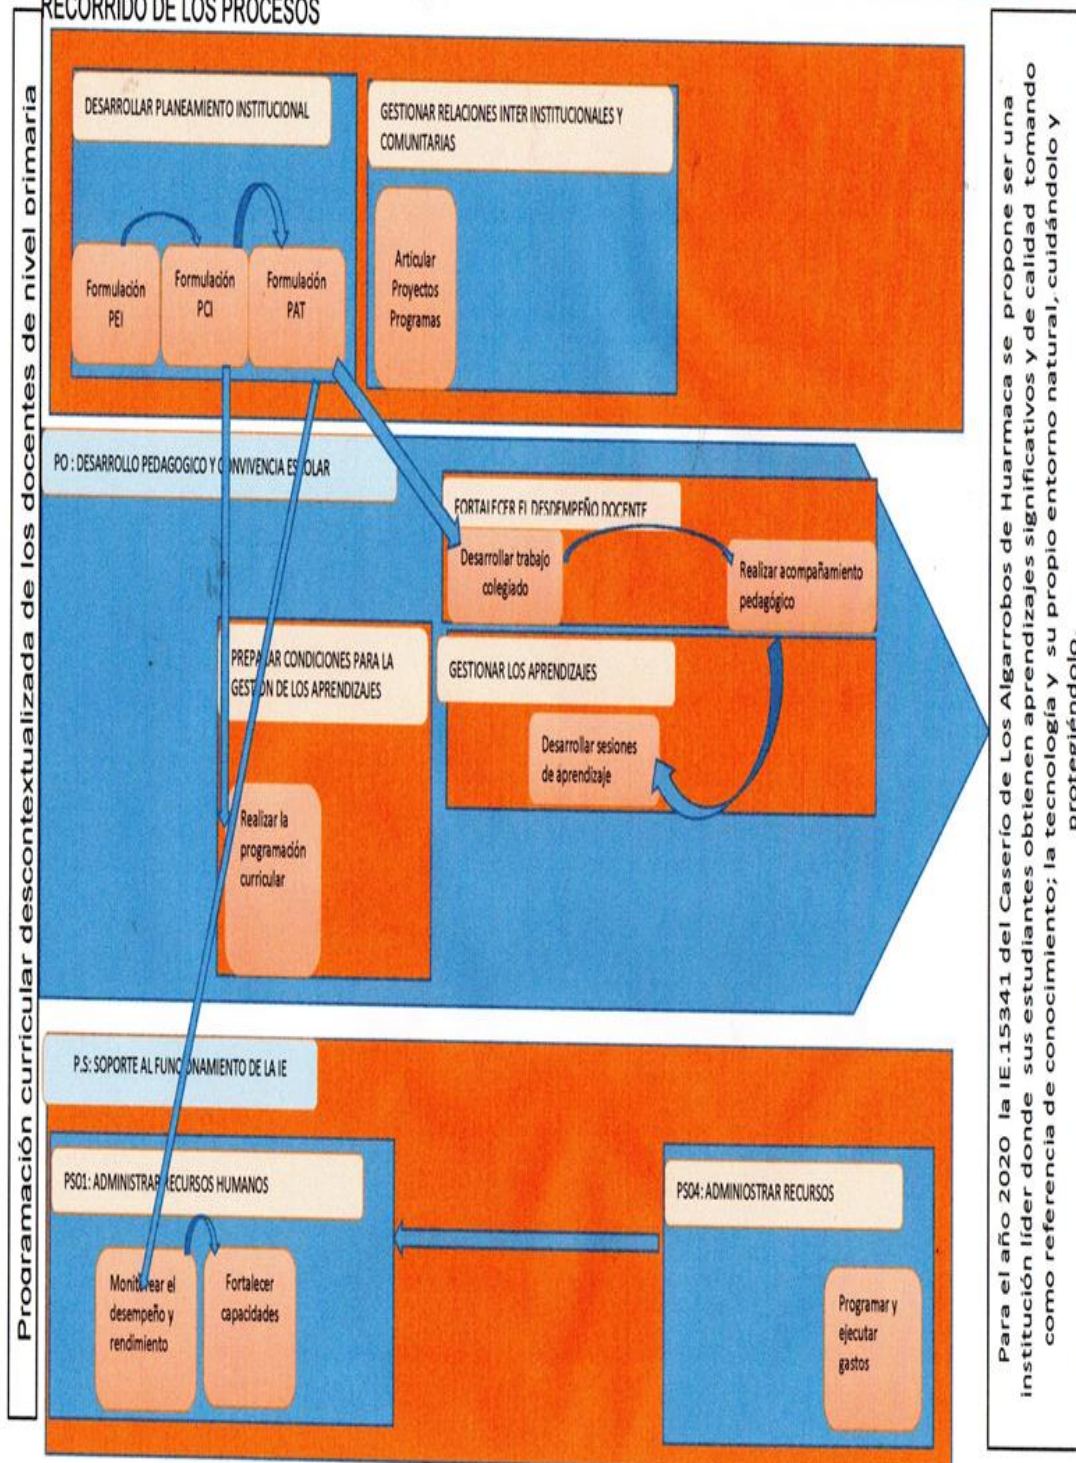 RECORRIDO DE LOS PROCESOS
Programación curricular descontextualizada de los docentes de nivel primaria
DESARROLLAR PLANEAMIENTO INSTITUCIONAL
GESTIONAR RELACIONES INTER INSTITUCIONALES Y
COMUNITARIAS
Formulación
PEI
Formulación
PCI
Formulación
PAT
Articular
Proyectos
Programas
PO : DESARROLLO PEDAGOGICO Y CONVIVENCIA ESCOLAR
FORTALECER EL DESDEMPEÑO DOCENTE
Desarrollar trabajo
colegiado
Realizar acompañamiento
pedagógico
PREPARAR CONDICIONES PARA LA
GESTION DE LOS APRENDIZAJES
GESTIONAR LOS APRENDIZAJES
Desarrollar sesiones
de aprendizaje
Realizar la
programación
curricular
P.S: SOPORTE AL FUNCIONAMIENTO DE LA IE
PS01: ADMINISTRAR RECURSOS HUMANOS
PS04: ADMINIOSTRAR RECURSOS
Monitorear el
desempeño y
rendimiento
Fortalecer
capacidades
Programar y
ejecutar
gastos
Para el año 2020 la IE.15341 del Caserío de Los Algarrobos de Huarmaca se propone ser una
institución líder donde sus estudiantes obtienen aprendizajes significativos y de calidad tomando
como referencia de conocimiento; la tecnología y su propio entorno natural, cuidándolo y
protegiéndolo.